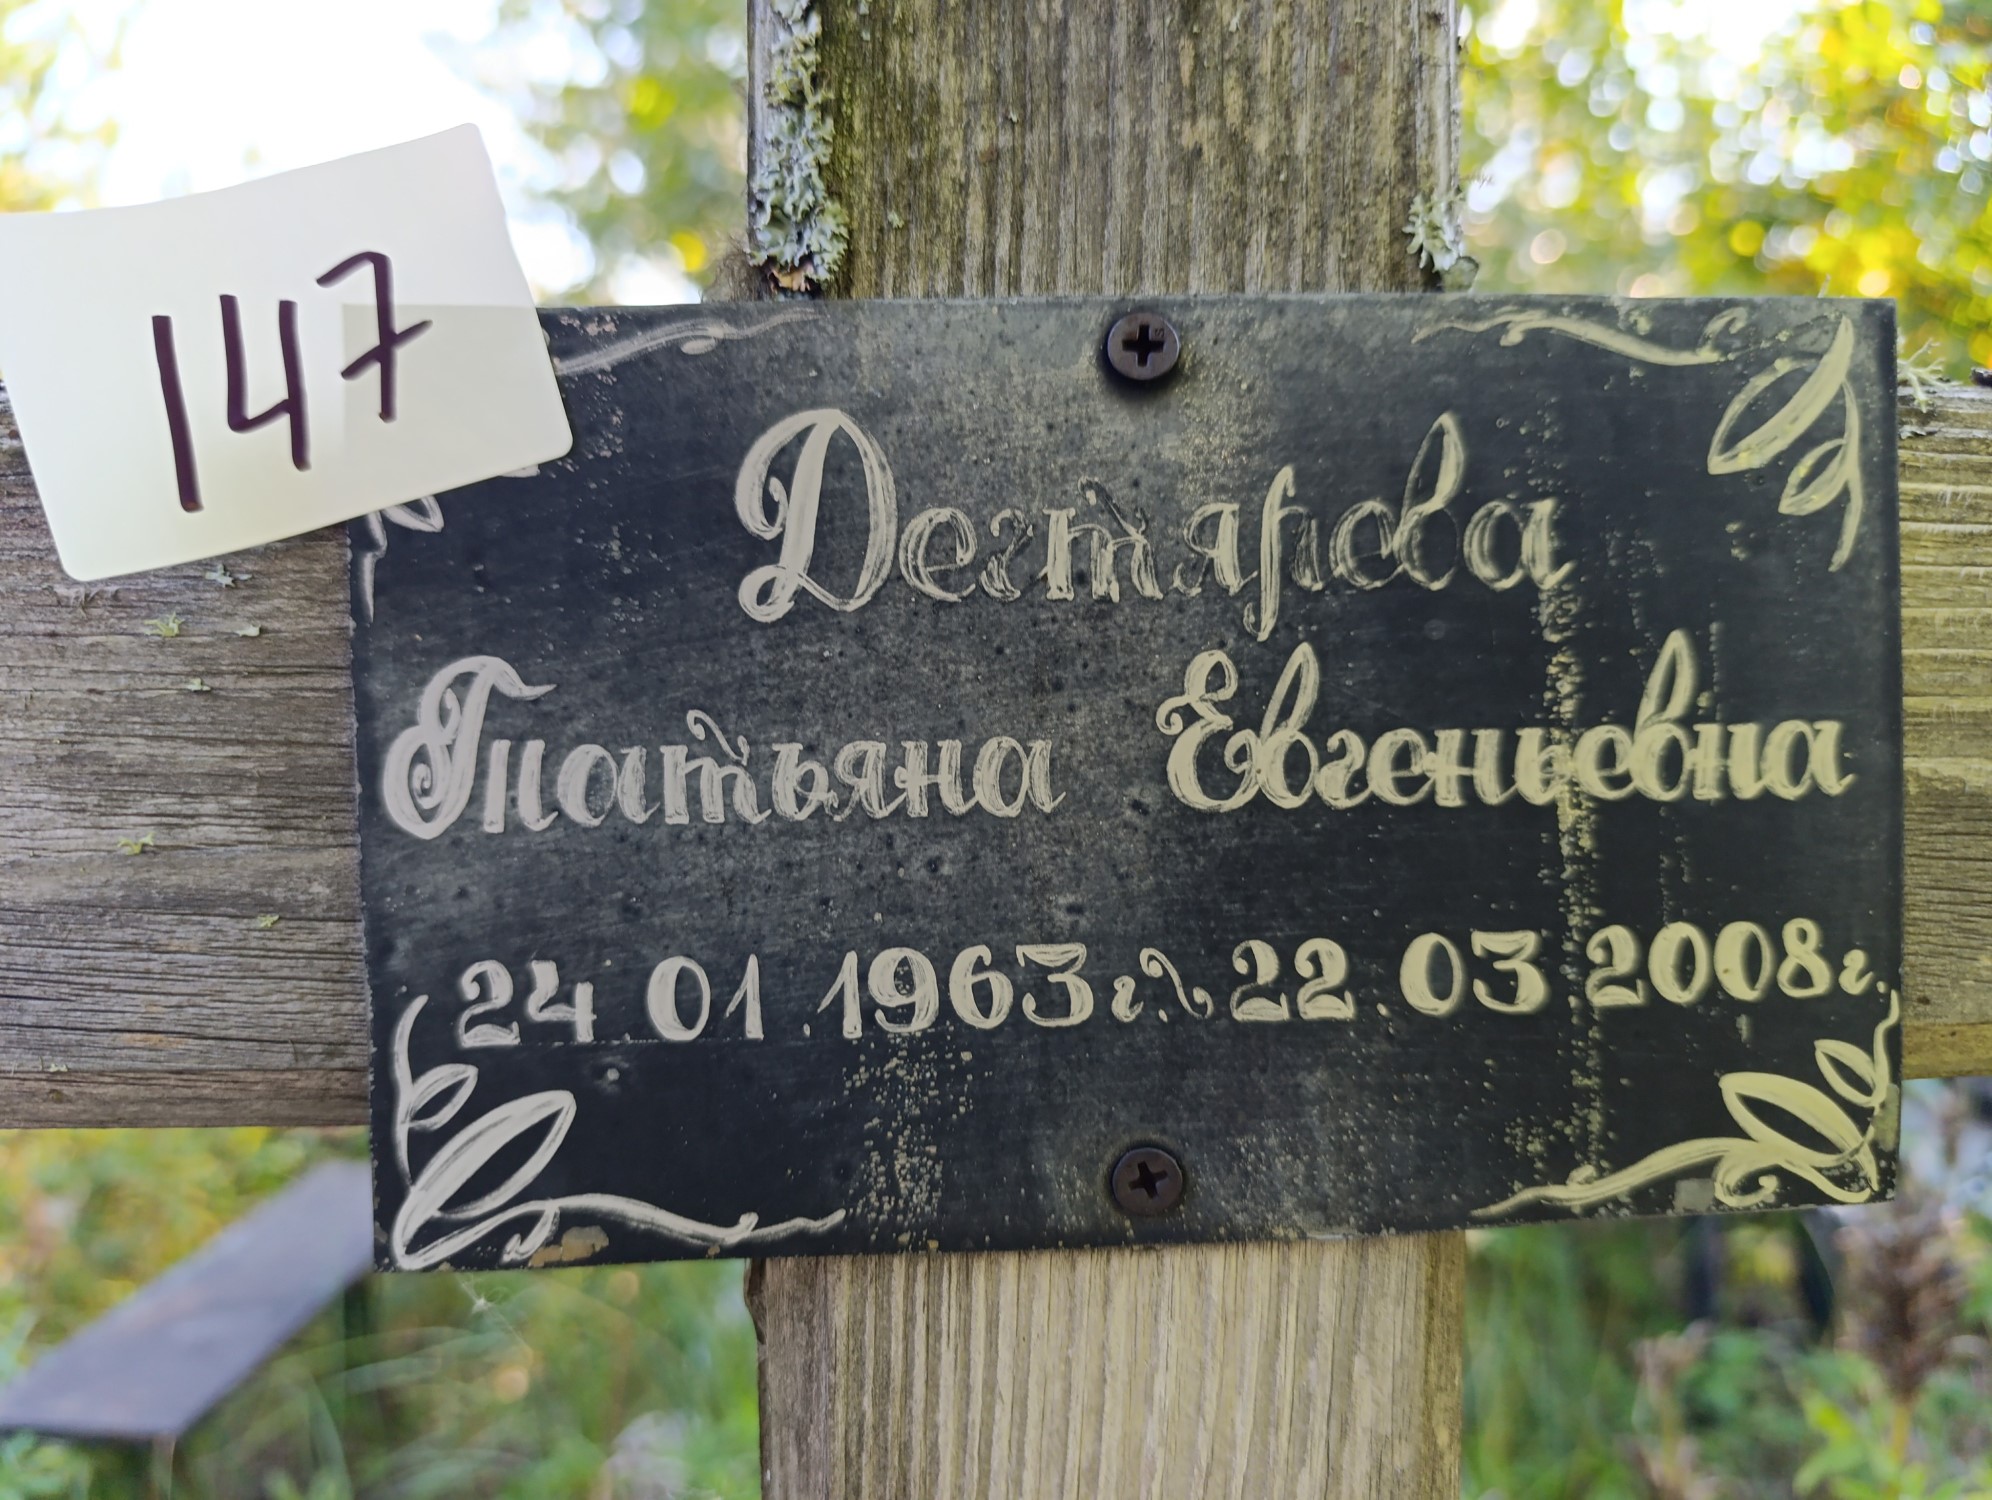 147
Дегтярева
Татьяна Евгеньевна
24.01.1963г. 22.03.2008г.